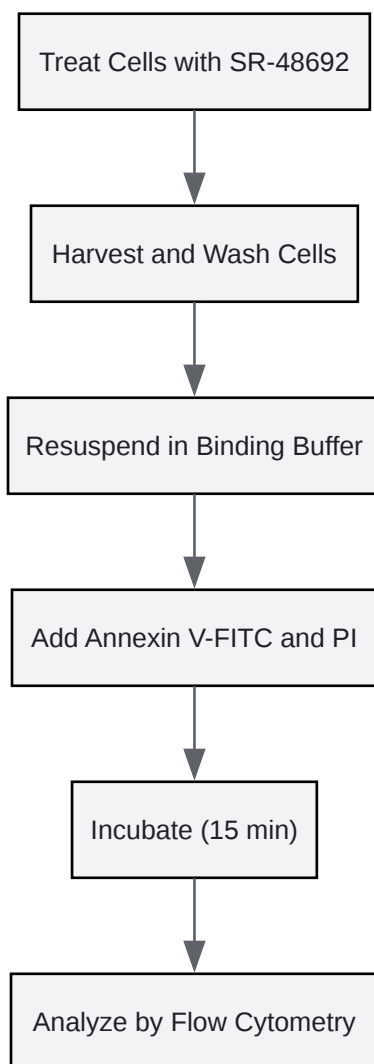 Treat Cells with SR-48692
Harvest and Wash Cells
Resuspend in Binding Buffer
Add Annexin V-FITC and PI
Incubate (15 min)
Analyze by Flow Cytometry